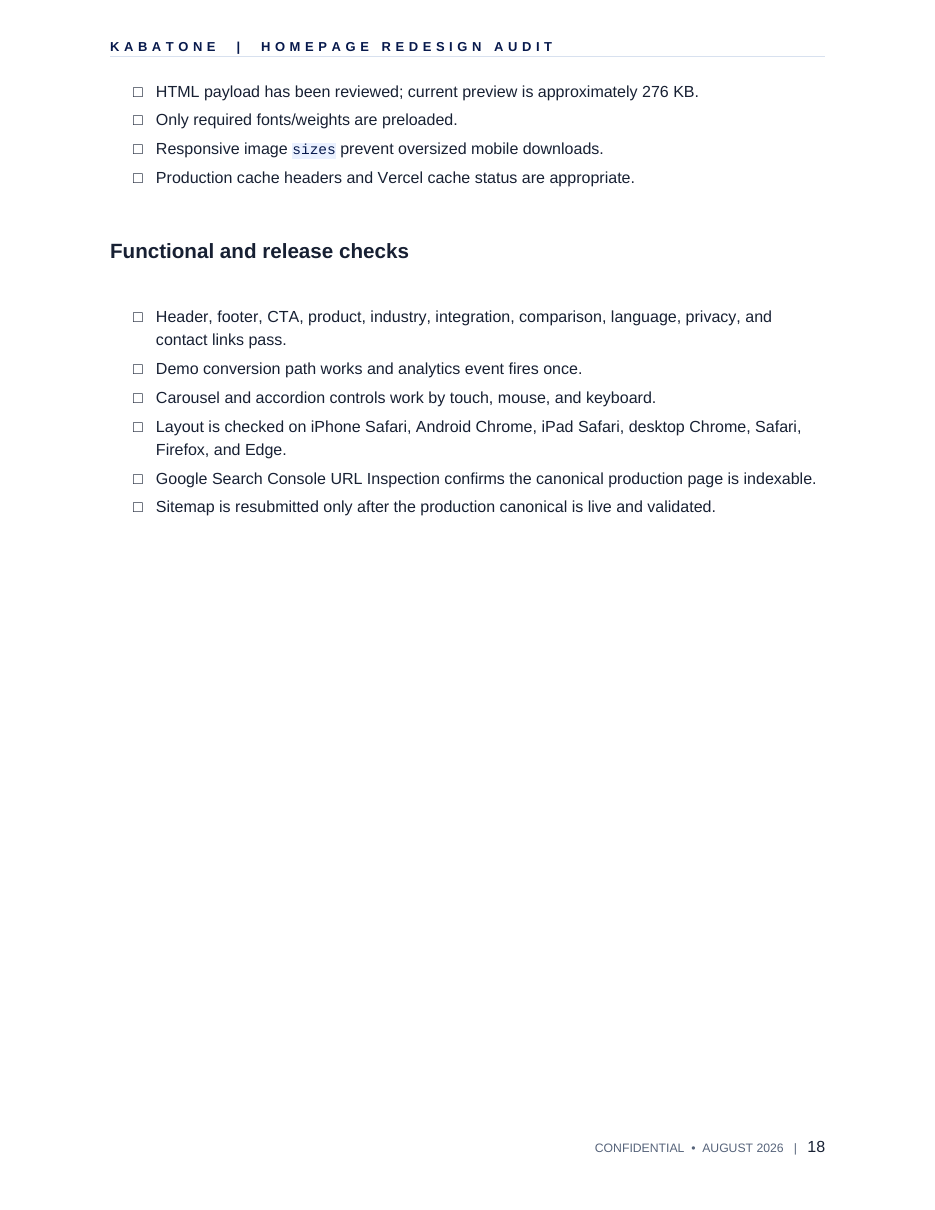 KABATONE | HOMEPAGE REDESIGN AUDIT
☐ HTML payload has been reviewed; current preview is approximately 276 KB.
☐ Only required fonts/weights are preloaded.
☐ Responsive image sizes prevent oversized mobile downloads.
☐ Production cache headers and Vercel cache status are appropriate.
Functional and release checks
☐ Header, footer, CTA, product, industry, integration, comparison, language, privacy, and
contact links pass.
☐ Demo conversion path works and analytics event fires once.
☐ Carousel and accordion controls work by touch, mouse, and keyboard.
☐ Layout is checked on iPhone Safari, Android Chrome, iPad Safari, desktop Chrome, Safari,
Firefox, and Edge.
☐ Google Search Console URL Inspection confirms the canonical production page is indexable.
☐ Sitemap is resubmitted only after the production canonical is live and validated.
CONFIDENTIAL • AUGUST 2026 | 18